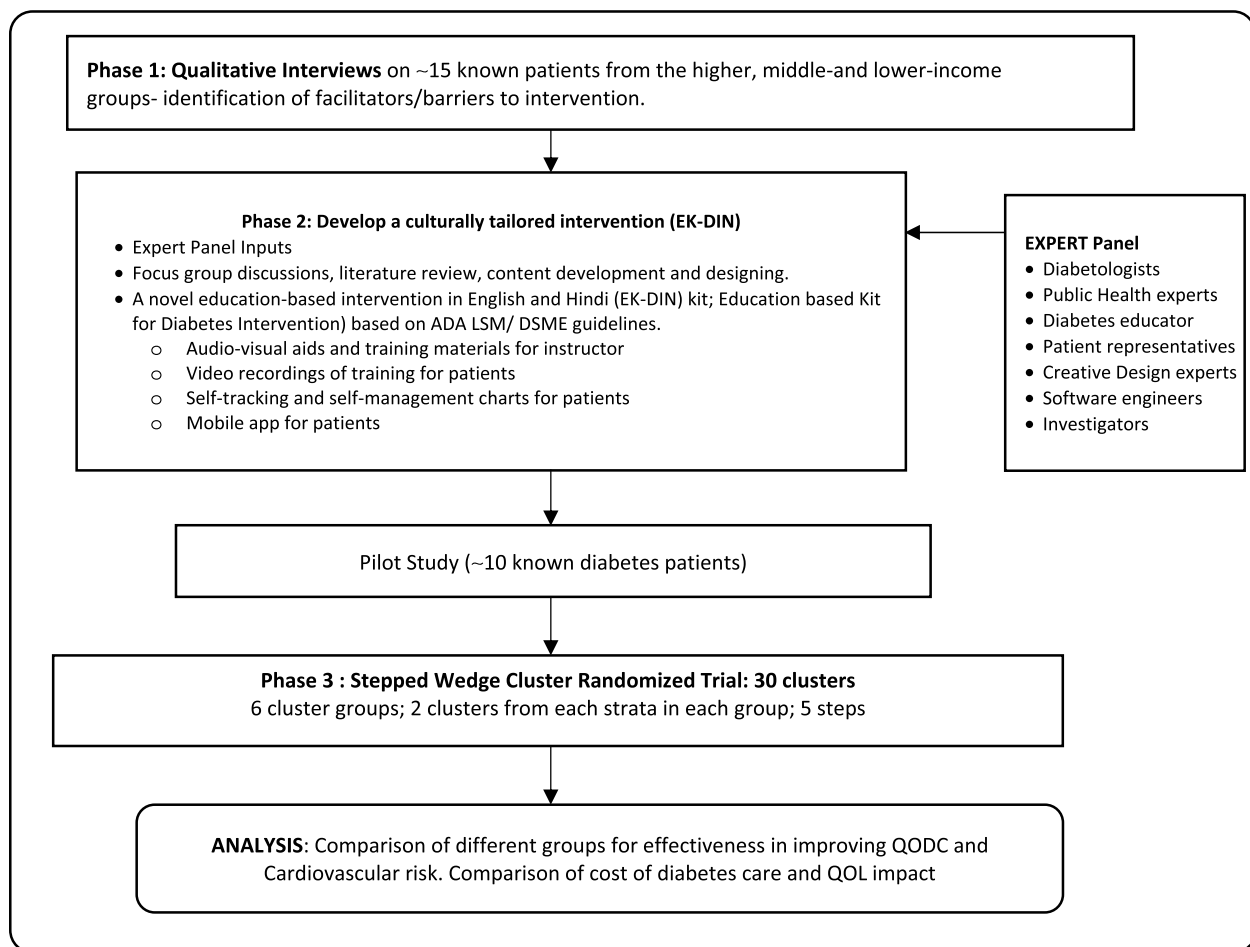 Phase 1: Qualitative Interviews on ~15 known patients from the higher, middle-and lower-income
groups- identification of facilitators/barriers to intervention.
Phase 2: Develop a culturally tailored intervention (EK-DIN)
• Expert Panel Inputs
• Focus group discussions, literature review, content development and designing.
• A novel education-based intervention in English and Hindi (EK-DIN) kit; Education based Kit
for Diabetes Intervention) based on ADA LSM/ DSME guidelines.
o Audio-visual aids and training materials for instructor
o Video recordings of training for patients
o Self-tracking and self-management charts for patients
o Mobile app for patients
EXPERT Panel
• Diabetologists
• Public Health experts
• Diabetes educator
• Patient representatives
• Creative Design experts
• Software engineers
• Investigators
Pilot Study (~10 known diabetes patients)
Phase 3 : Stepped Wedge Cluster Randomized Trial: 30 clusters
6 cluster groups; 2 clusters from each strata in each group; 5 steps
ANALYSIS: Comparison of different groups for effectiveness in improving QODC and
Cardiovascular risk. Comparison of cost of diabetes care and QOL impact